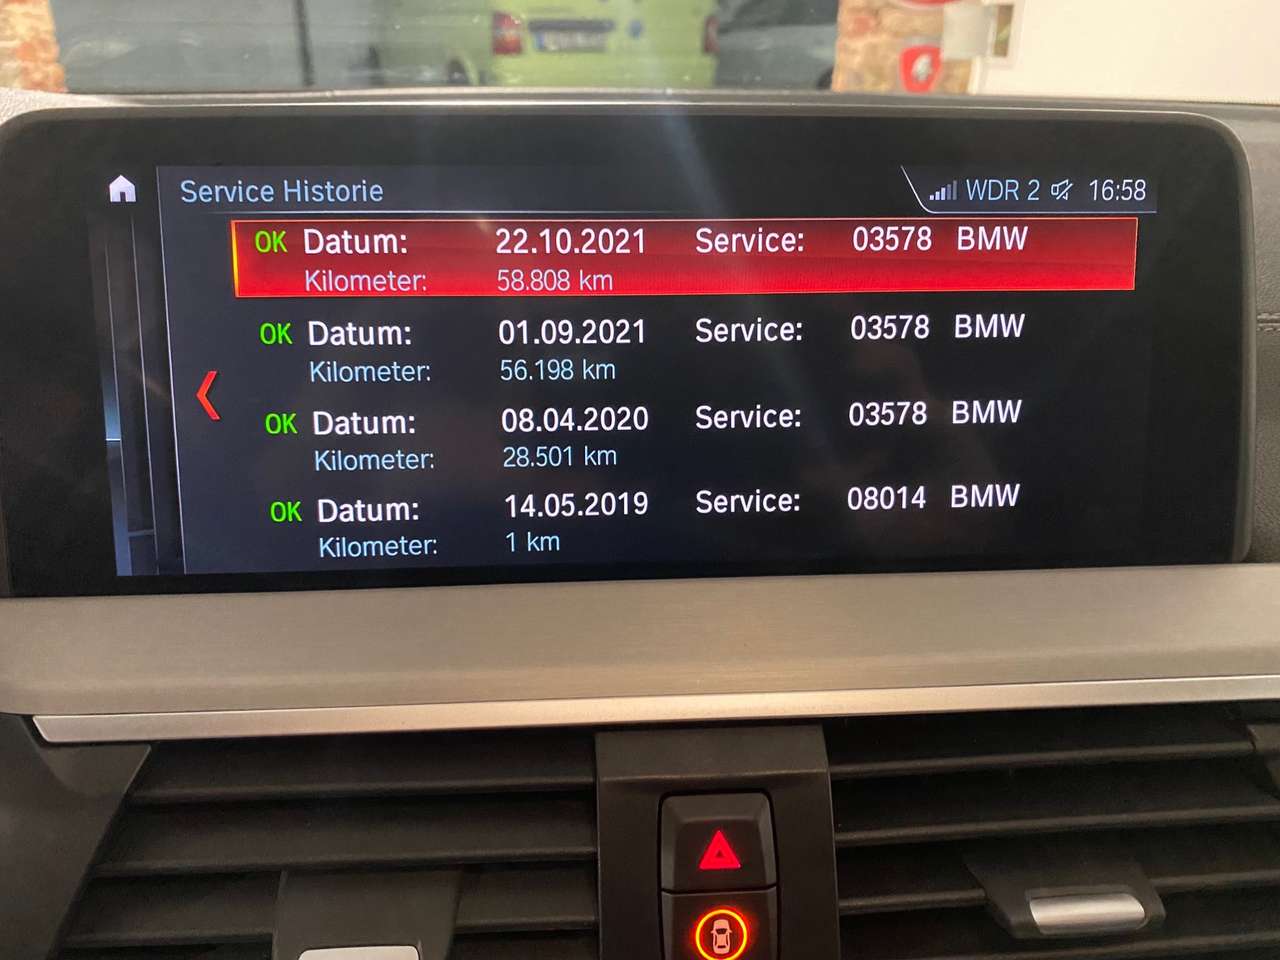 Service Historie WDR 2 16:58
OK Datum: 22.10.2021 Service: 03578 BMW
Kilometer: 58.808 km
OK Datum: 01.09.2021 Service: 03578 BMW
Kilometer: 56.198 km
OK Datum: 08.04.2020 Service: 03578 BMW
Kilometer: 28.501 km
OK Datum: 14.05.2019 Service: 08014 BMW
Kilometer: 1 km